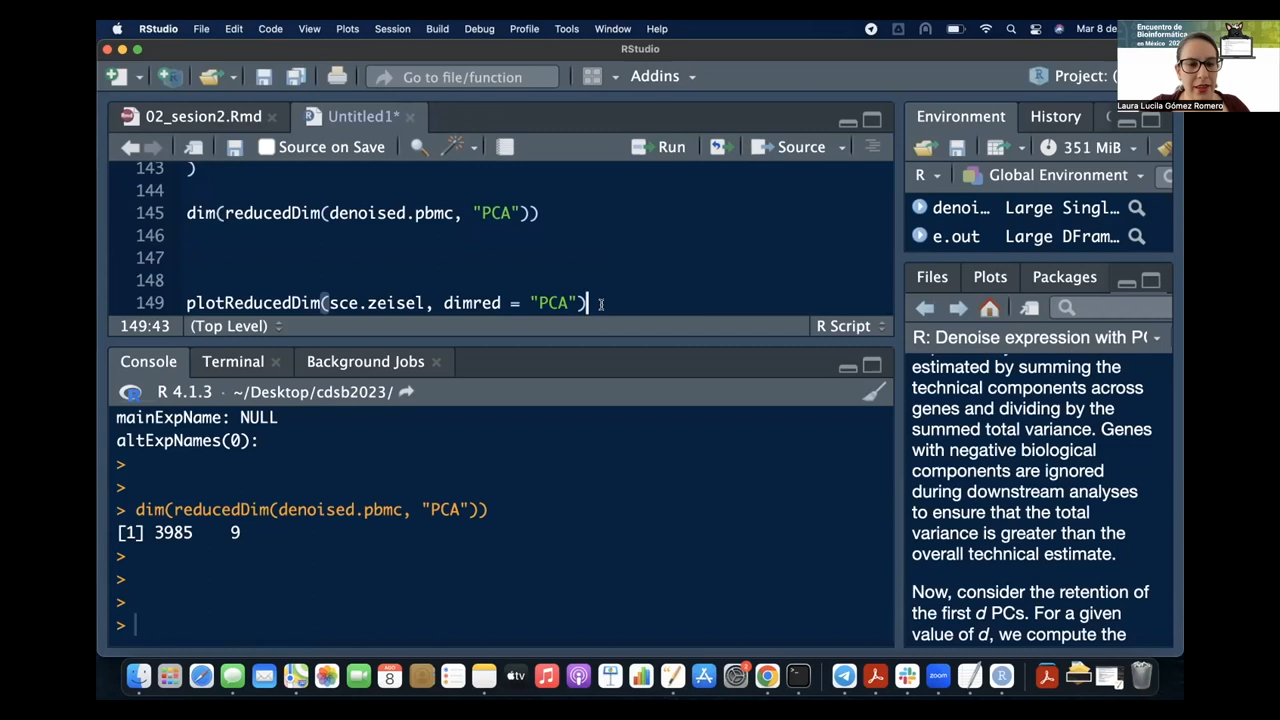 RStudio File Edit Code View Plots Session Build Debug Profile Tools Window Help
Mar 8 de
RStudio
Go to file/function
Addins
Project: (
Encuentro de
Bioinformática
en México
Laura Lucila Gómez Romero
02_sesion2.Rmd
Untitled1*
Source on Save
Run
Source
143 )
144
145 dim(reducedDim(denoised.pbmc, "PCA"))
146
147
148
149 plotReducedDim(sce.zeisel, dimred = "PCA")
149:43 (Top Level) R Script
Console Terminal Background Jobs
R 4.1.3 · ~/Desktop/cdsb2023/
mainExpName: NULL
altExpNames(0):
>
>
> dim(reducedDim(denoised.pbmc, "PCA"))
[1] 3985 9
>
>
>
>
Environment History
351 MiB
R Global Environment
denoi… Large Singl…
e.out Large DFram…
Files Plots Packages
R: Denoise expression with P
estimated by summing the
technical components across
genes and dividing by the
summed total variance. Genes
with negative biological
components are ignored
during downstream analyses
to ensure that the total
variance is greater than the
overall technical estimate.
Now, consider the retention of
the first d PCs. For a given
value of d, we compute the
AGO
8
tv
2
zoom